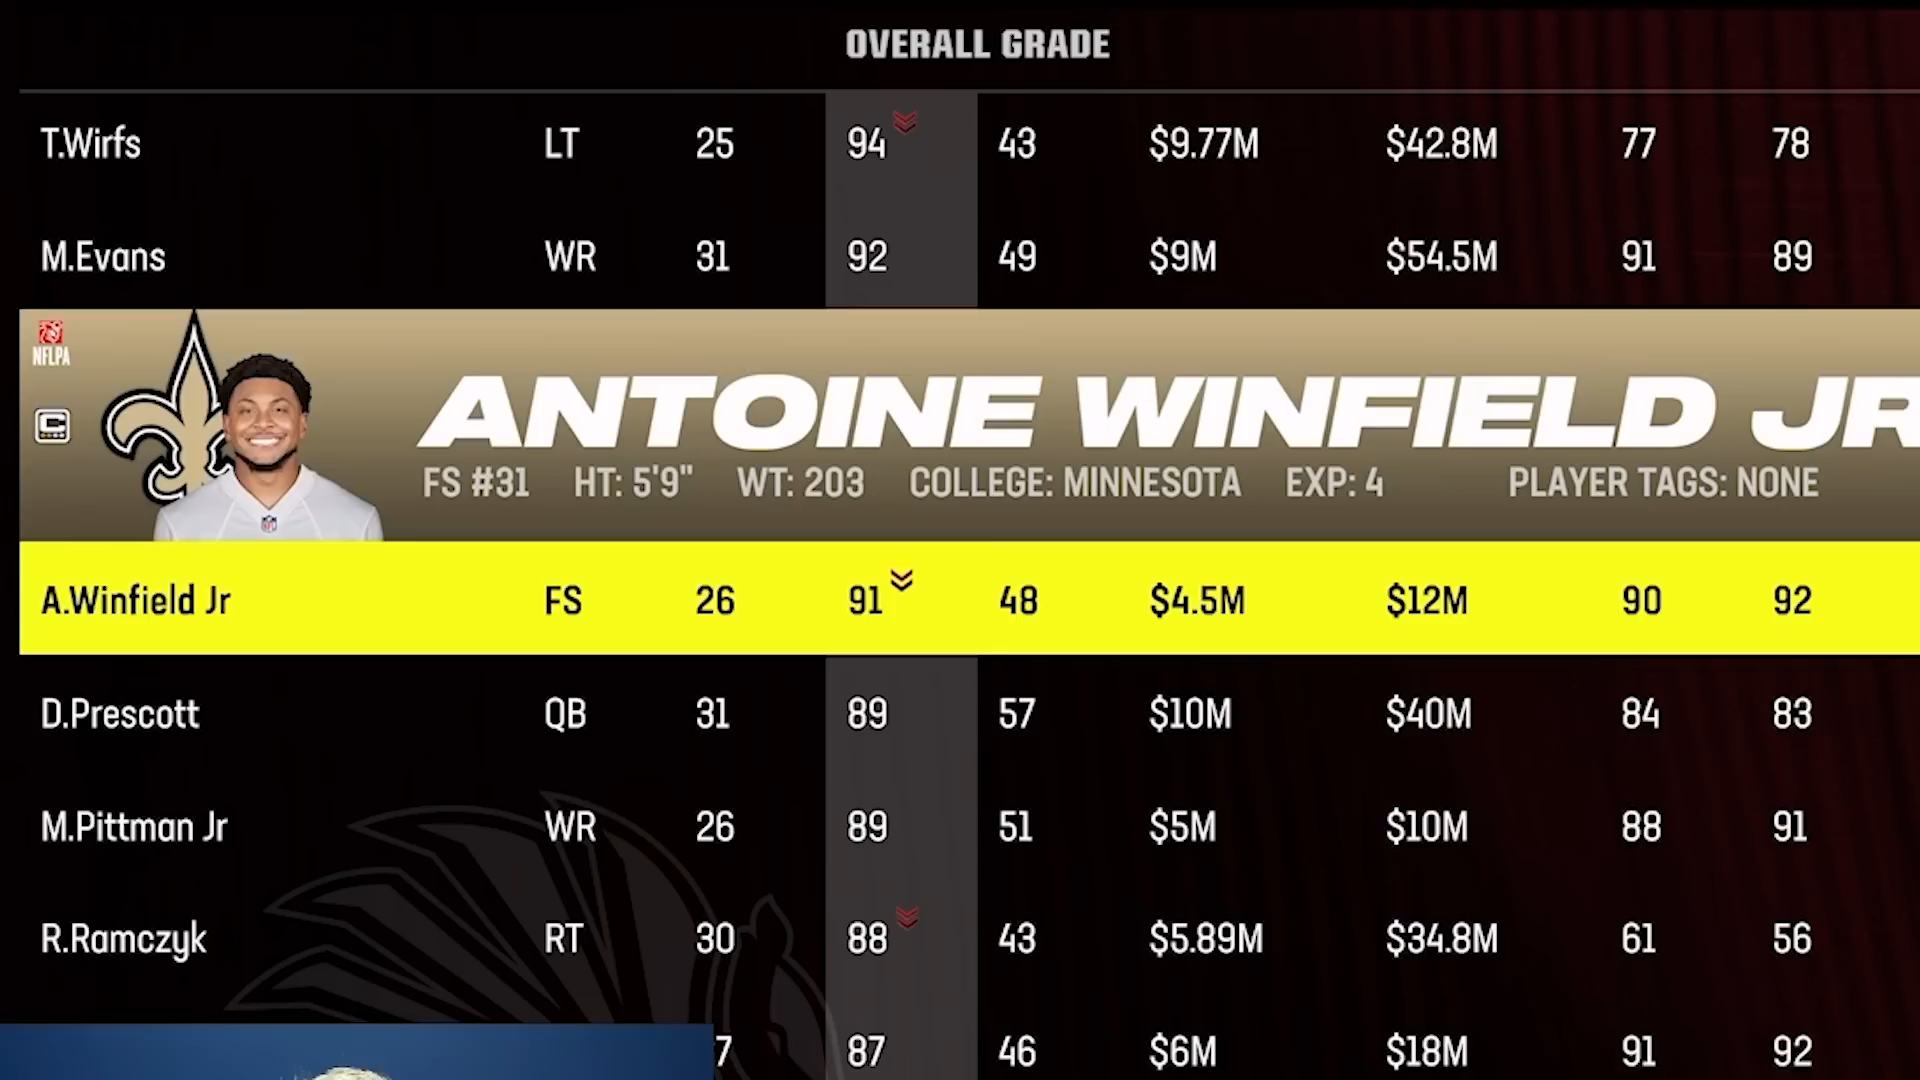 OVERALL GRADE
T.Wirfs LT 25 94 43 $9.77M $42.8M 77 78
M.Evans WR 31 92 49 $9M $54.5M 91 89
NFLPA
C
ANTOINE WINFIELD JR
FS #31 HT: 5'9" WT: 203 COLLEGE: MINNESOTA EXP: 4 PLAYER TAGS: NONE
A.Winfield Jr FS 26 91 48 $4.5M $12M 90 92
D.Prescott QB 31 89 57 $10M $40M 84 83
M.Pittman Jr WR 26 89 51 $5M $10M 88 91
R.Ramczyk RT 30 88 43 $5.89M $34.8M 61 56
7 87 46 $6M $18M 91 92